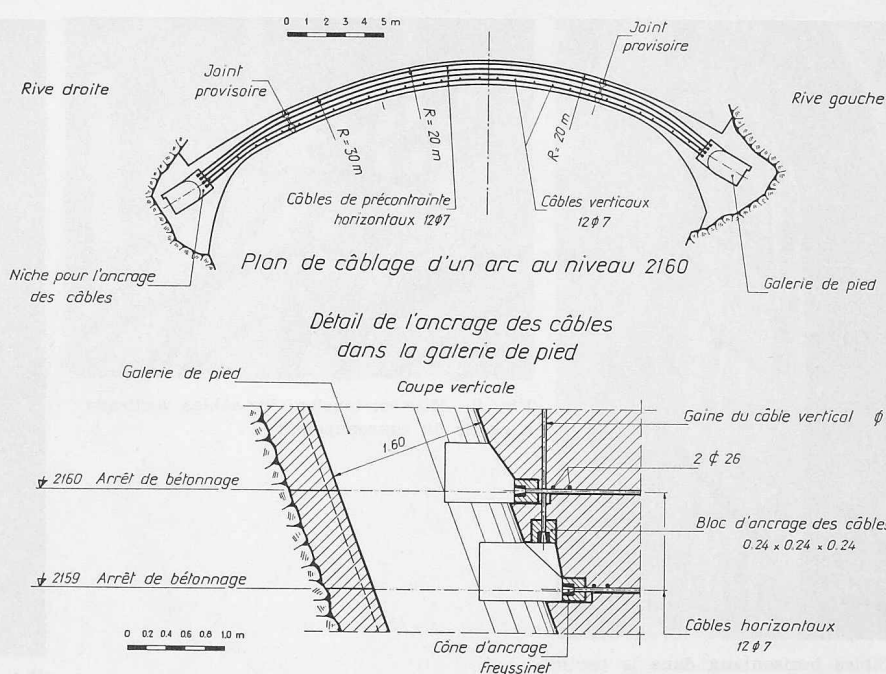 0 1 2 3 4 5 m
Joint
provisoire
Joint
provisoire
Rive droite
Rive gauche
R = 30 m
R = 20 m
R = 20 m
Câbles de précontrainte
horizontaux 12φ7
Câbles verticaux
12 φ 7
Niche pour l'ancrage
des câbles
Plan de câblage d'un arc au niveau 2160
Galerie de pied
Détail de l'ancrage des câbles
dans la galerie de pied
Galerie de pied
Coupe verticale
Gaine du câble vertical φ
1.60
2 ¢ 26
2160 Arrêt de bétonnage
Bloc d'ancrage des câbles
0.24 x 0.24 x 0.24
2159 Arrêt de bétonnage
0 0.2 0.4 0.6 0.8 1.0 m
Câbles horizontaux
12 φ 7
Cône d'ancrage
Freyssinet